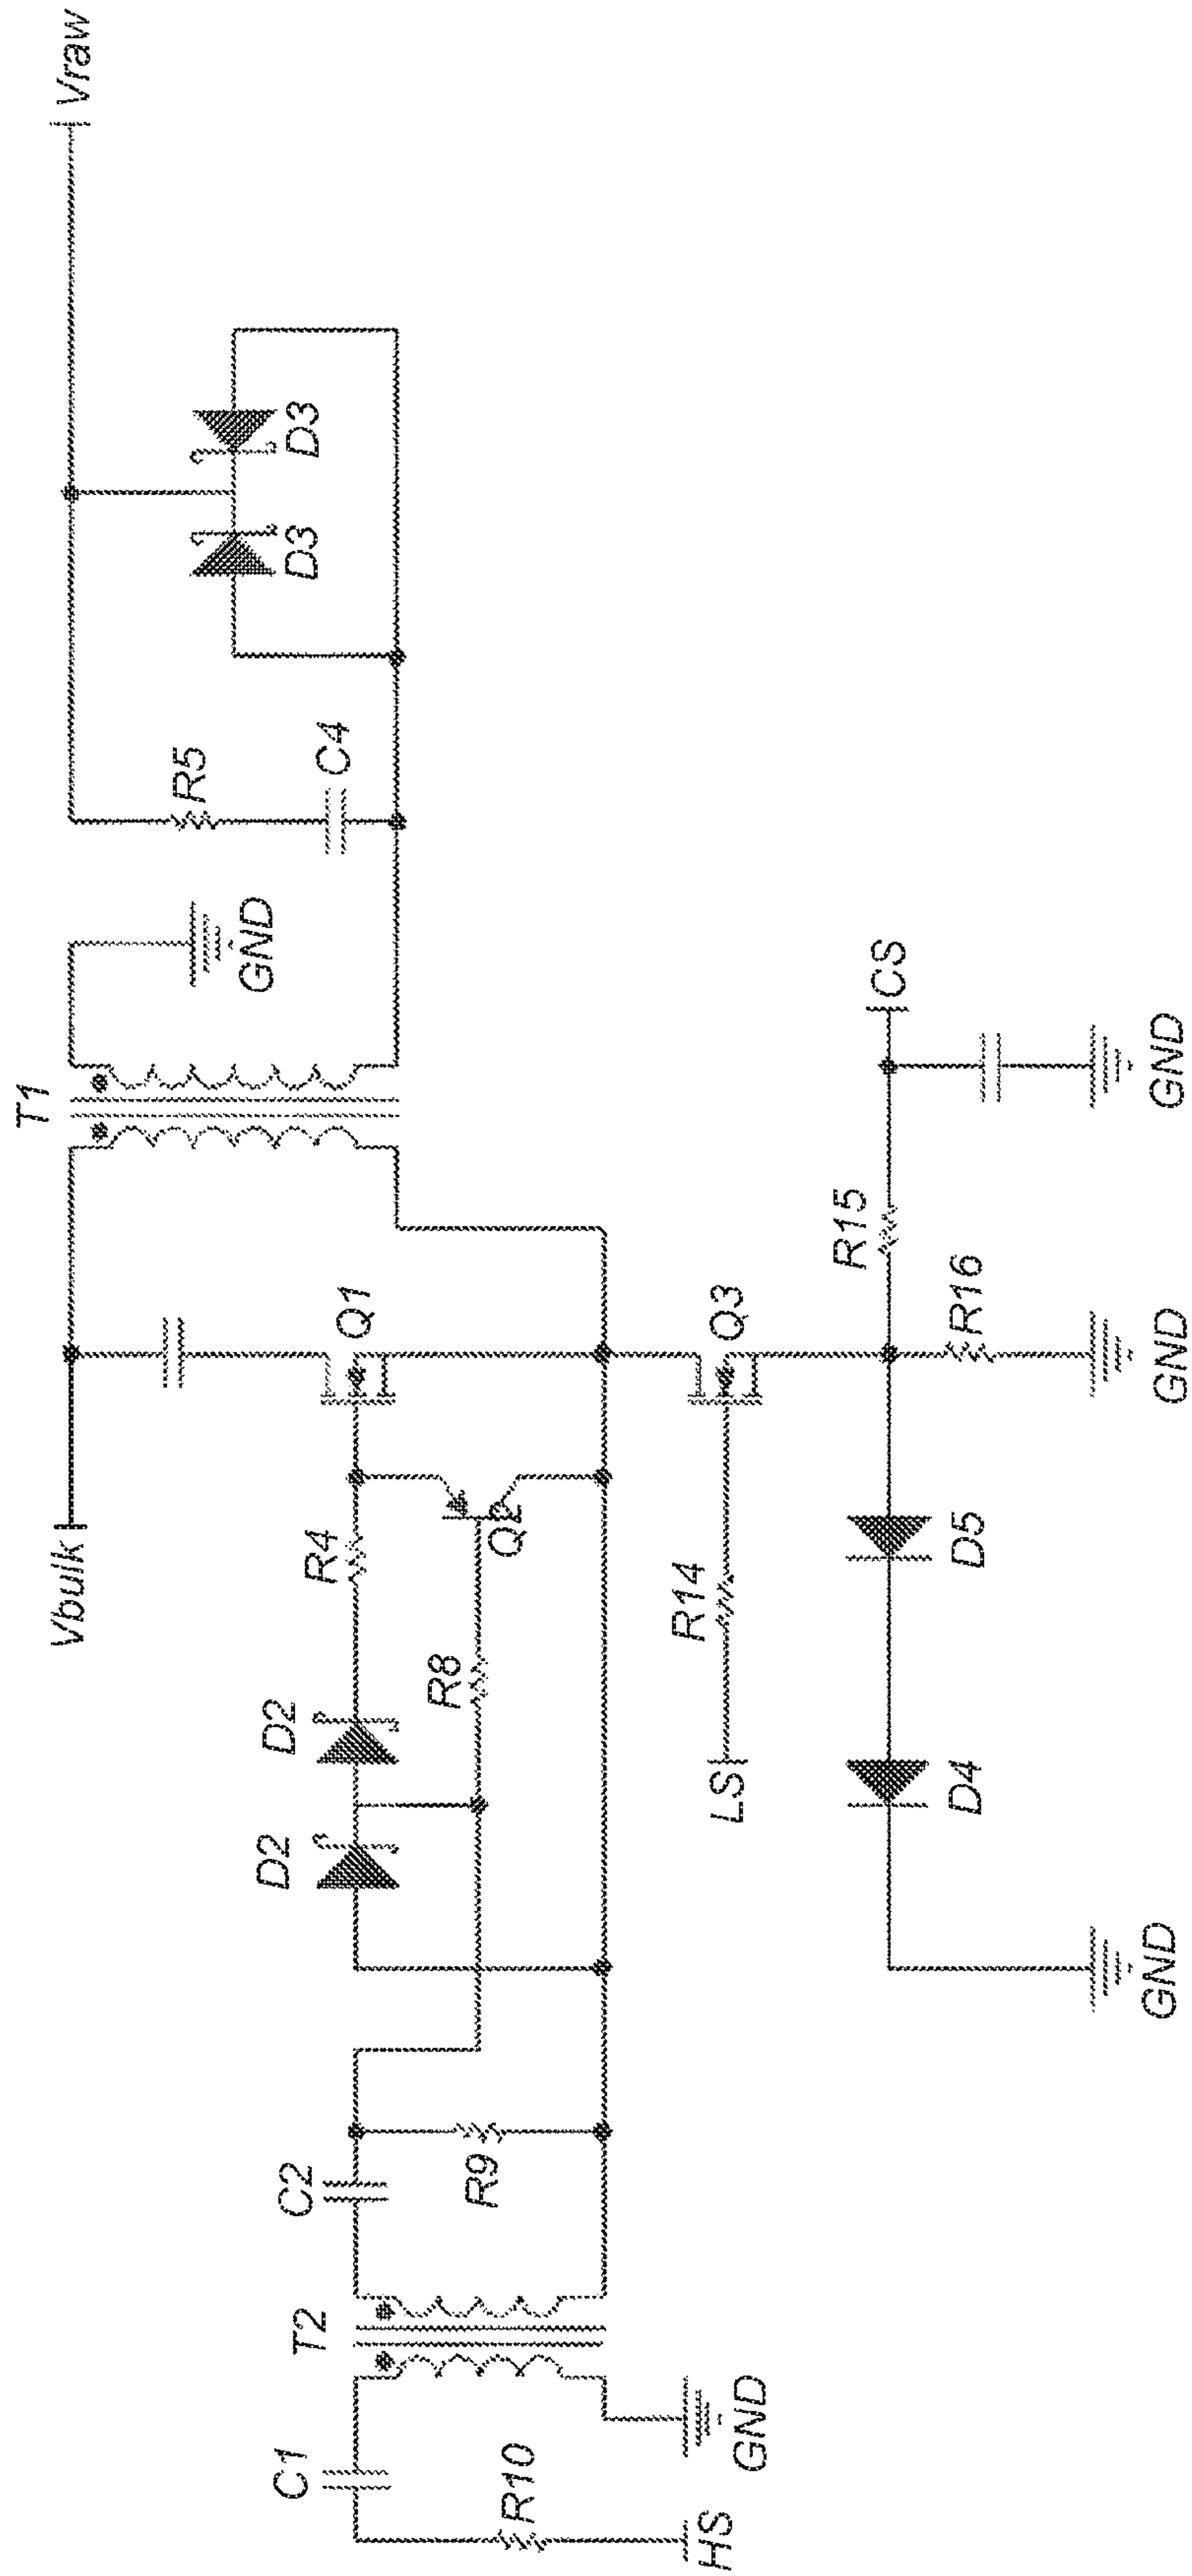 Vbulk
T1
Vraw
GND
R5
C4
D3
D3
C1
T2
C2
D2
D2
R4
Q1
R10
R9
R8
Q2
HS
GND
LS
R14
Q3
R15
CS
D4
D5
R16
GND
GND
GND